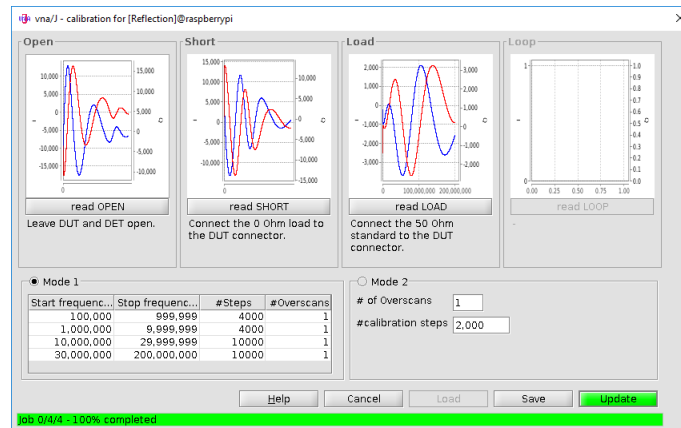 vna/J - calibration for [Reflection]@raspberrypi
Open
15,000
10,000
10,000
5,000
5,000
0
0
-5,000
-5,000
-10,000
-15,000
-10,000
0
read OPEN
Leave DUT and DET open.
Short
15,000
10,000
10,000
5,000
5,000
0
0
-5,000
-5,000
-10,000
-10,000
-15,000
0
read SHORT
Connect the 0 Ohm load to
the DUT connector.
Load
2,000
3,000
1,000
2,000
0
1,000
-1,000
0
-2,000
-1,000
-3,000
-2,000
0 100,000,000 200,000,000
read LOAD
Connect the 50 Ohm
standard to the DUT
connector.
Loop
1
1.0
0.9
0.8
0.7
0.6
0.5
0.4
0.3
0.2
0.1
0
0.0
0.00 0.25 0.50 0.75 1.00
read LOOP
Mode 1
Start frequenc... Stop frequenc... #Steps #Overscans
100,000 999,999 4000 1
1,000,000 9,999,999 4000 1
10,000,000 29,999,999 10000 1
30,000,000 200,000,000 10000 1
Mode 2
# of Overscans 1
#calibration steps 2,000
Help Cancel Load Save Update
Job 0/4/4 - 100% completed